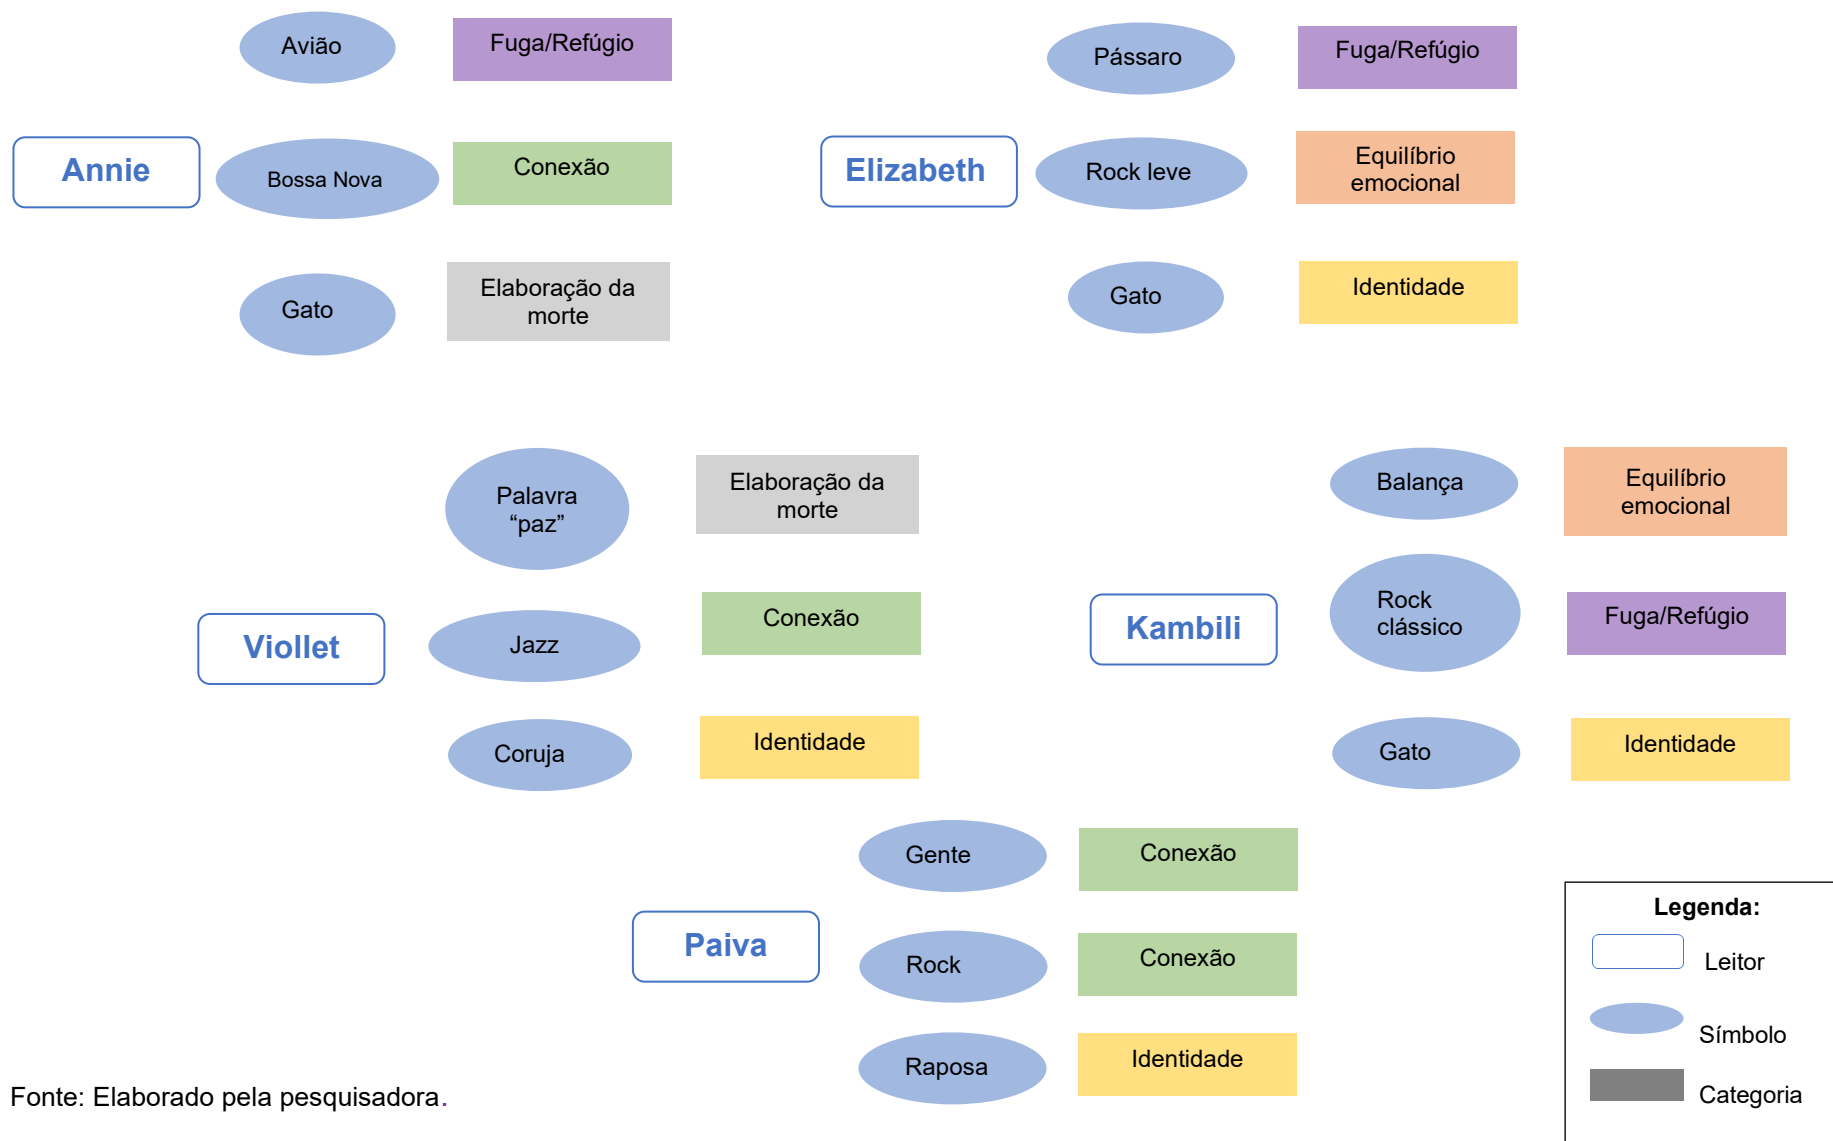 Avião
Fuga/Refúgio
Annie
Bossa Nova
Conexão
Gato
Elaboração da
morte
Pássaro
Fuga/Refúgio
Elizabeth
Rock leve
Equilíbrio
emocional
Gato
Identidade
Palavra
“paz”
Elaboração da
morte
Viollet
Jazz
Conexão
Coruja
Identidade
Balança
Equilíbrio
emocional
Kambili
Rock
clássico
Fuga/Refúgio
Gato
Identidade
Gente
Conexão
Paiva
Rock
Conexão
Raposa
Identidade
Legenda:
Leitor
Símbolo
Categoria
Fonte: Elaborado pela pesquisadora.